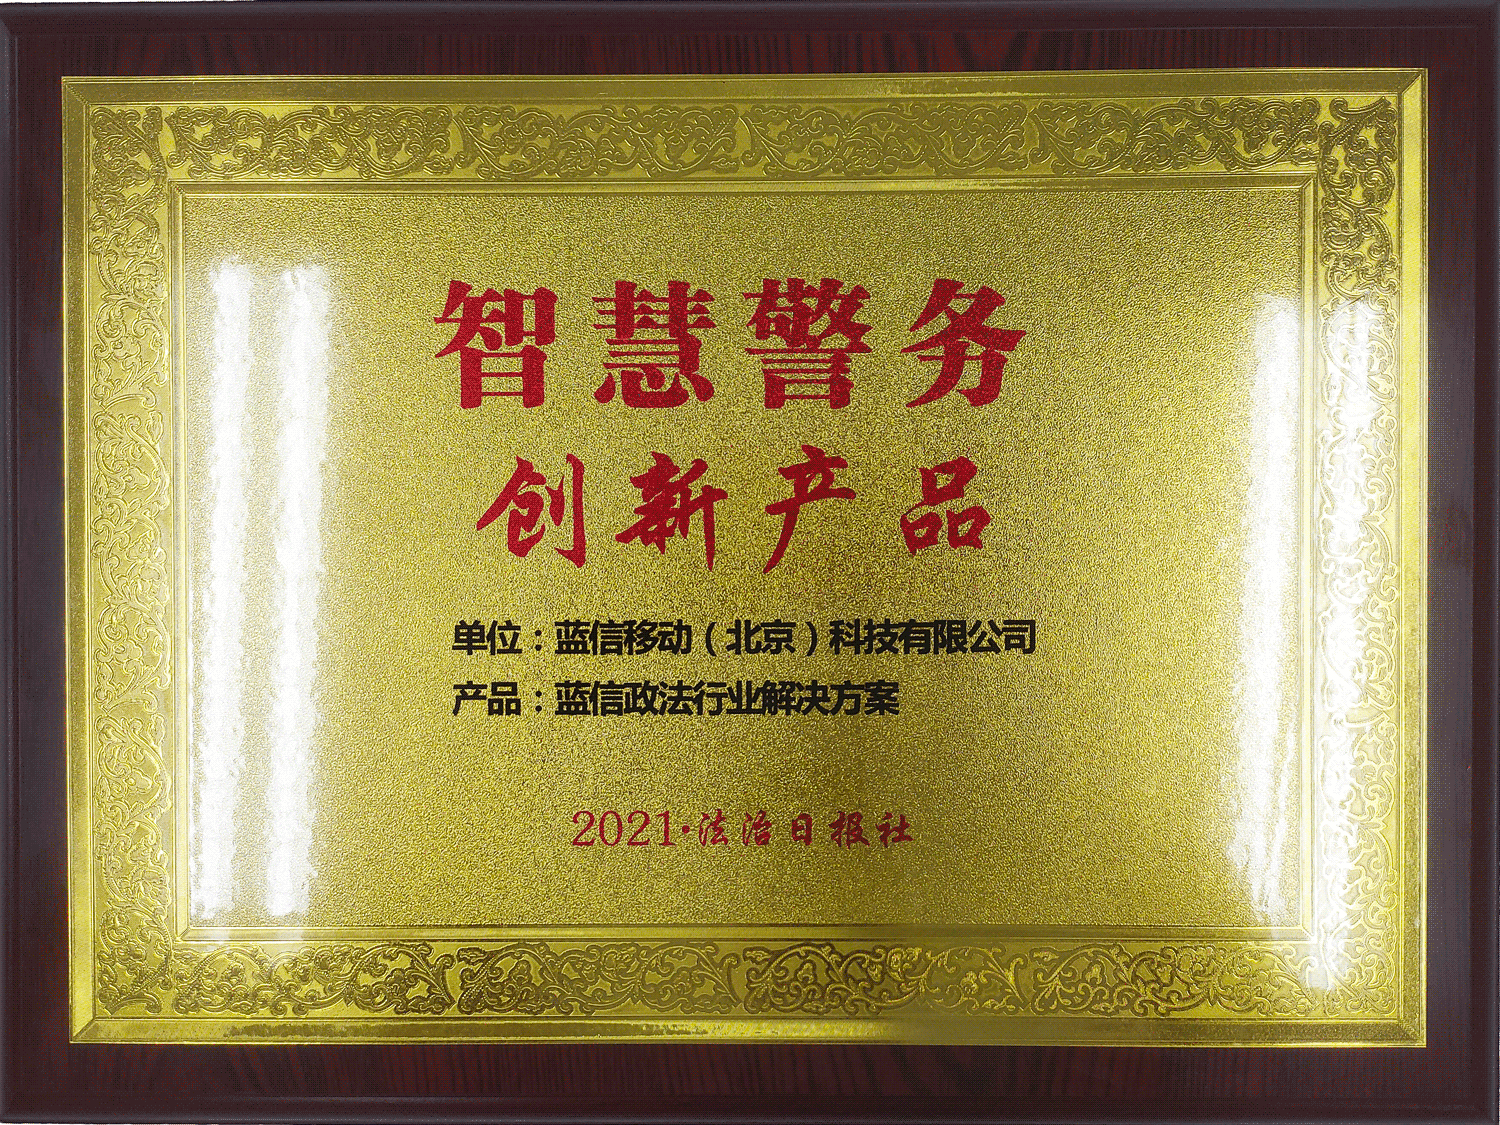 智慧警务
创新产品
单位：蓝信移动（北京）科技有限公司
产品：蓝信政法行业解决方案
2021·法治日报社